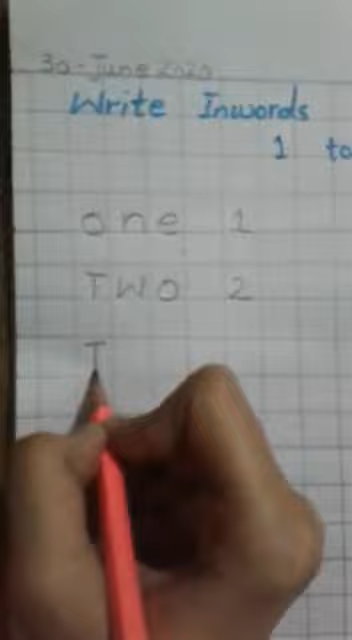 30-June 2020
Write Inwords
1 to
one 1
TWO 2
T